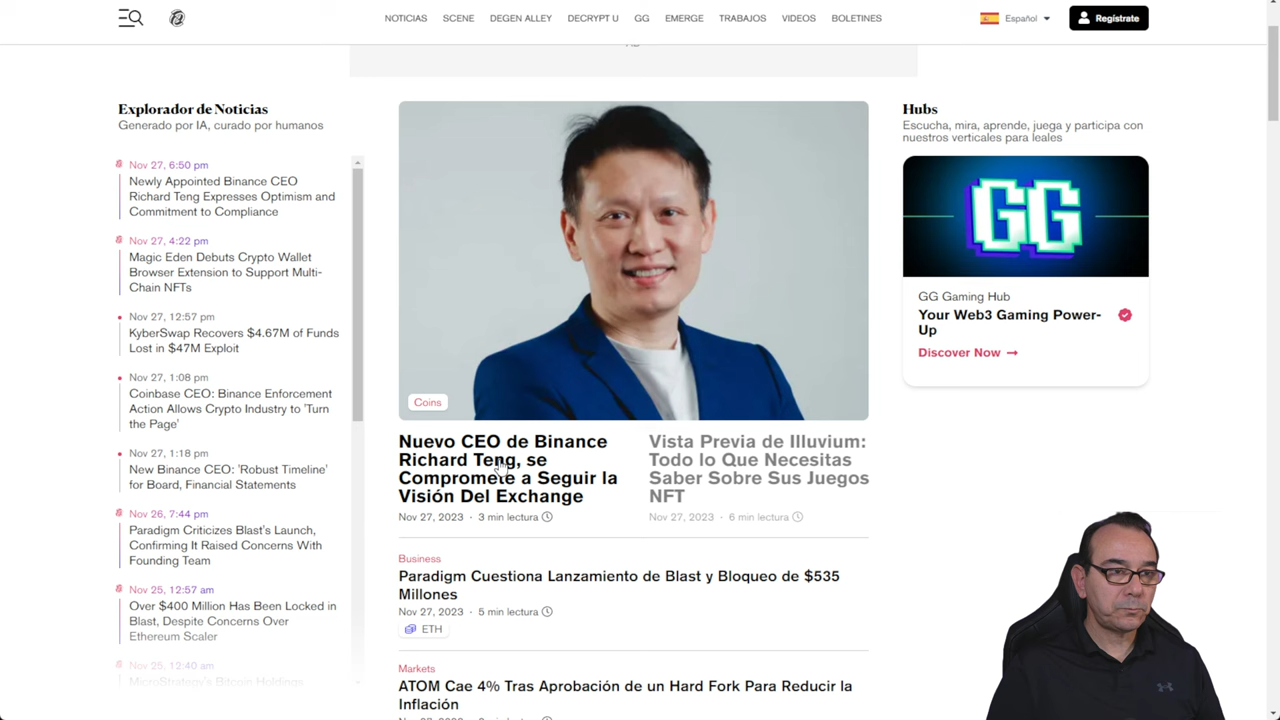 NOTICIAS SCENE DEGEN ALLEY DECRYPT U GG EMERGE TRABAJOS VIDEOS BOLETINES
Español
Regístrate
Explorador de Noticias
Generado por IA, curado por humanos
Nov 27, 6:50 pm
Newly Appointed Binance CEO
Richard Teng Expresses Optimism and
Commitment to Compliance
Nov 27, 4:22 pm
Magic Eden Debuts Crypto Wallet
Browser Extension to Support Multi-
Chain NFTs
Nov 27, 12:57 pm
KyberSwap Recovers $4.67M of Funds
Lost in $47M Exploit
Nov 27, 1:08 pm
Coinbase CEO: Binance Enforcement
Action Allows Crypto Industry to 'Turn
the Page'
Nov 27, 1:18 pm
New Binance CEO: 'Robust Timeline'
for Board, Financial Statements
Nov 26, 7:44 pm
Paradigm Criticizes Blast's Launch,
Confirming It Raised Concerns With
Founding Team
Nov 25, 12:57 am
Over $400 Million Has Been Locked in
Blast, Despite Concerns Over
Ethereum Scaler
Nov 25, 12:40 am
MicroStrategy's Bitcoin Holdings
Coins
Nuevo CEO de Binance
Richard Teng, se
Compromete a Seguir la
Visión Del Exchange
Nov 27, 2023 · 3 min lectura
Vista Previa de Illuvium:
Todo lo Que Necesitas
Saber Sobre Sus Juegos
NFT
Nov 27, 2023 · 6 min lectura
Business
Paradigm Cuestiona Lanzamiento de Blast y Bloqueo de $535
Millones
Nov 27, 2023 · 5 min lectura
ETH
Markets
ATOM Cae 4% Tras Aprobación de un Hard Fork Para Reducir la
Inflación
Hubs
Escucha, mira, aprende, juega y participa con
nuestros verticales para leales
GG
GG Gaming Hub
Your Web3 Gaming Power-
Up
Discover Now →